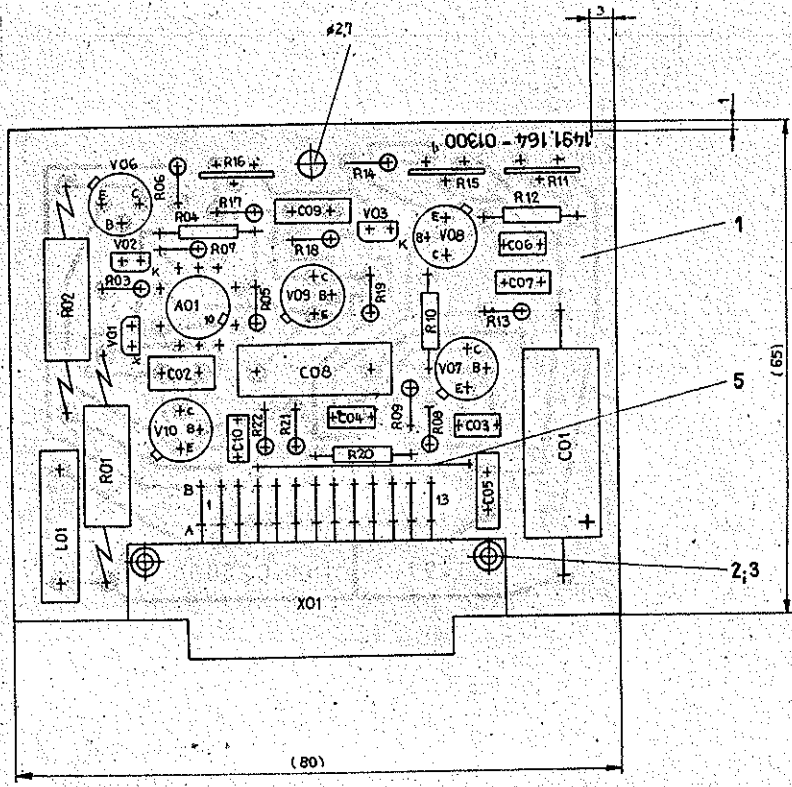 3
ø2,7
1
1491.164-01300
V06
R06
R16
R14
R15
R11
E C
B
R17
C09
V03
R12
R04
E
B V08
C
K
V02
K
R07
R18
C06
R03
A01
10
R05
C
V09 B
E
R19
C07
R02
V01
K
R10
R13
1
(65)
C02
C08
C
V07 B
E
5
C
V10 B
E
C10
R22
R21
C04
R09
R08
C03
C01
R01
R20
L01
B
1
13
C05
A
2;3
X01
(80)